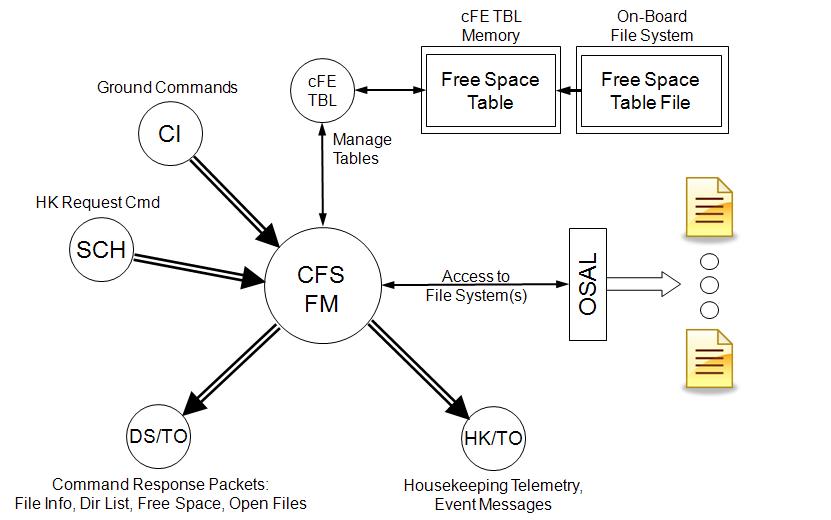 cFE TBL
Memory
On-Board
File System
Ground Commands
cFE
TBL
Free Space
Table
Free Space
Table File
CI
Manage
Tables
HK Request Cmd
SCH
CFS
FM
Access to
File System(s)
OSAL
DS/TO
HK/TO
Command Response Packets:
File Info, Dir List, Free Space, Open Files
Housekeeping Telemetry,
Event Messages